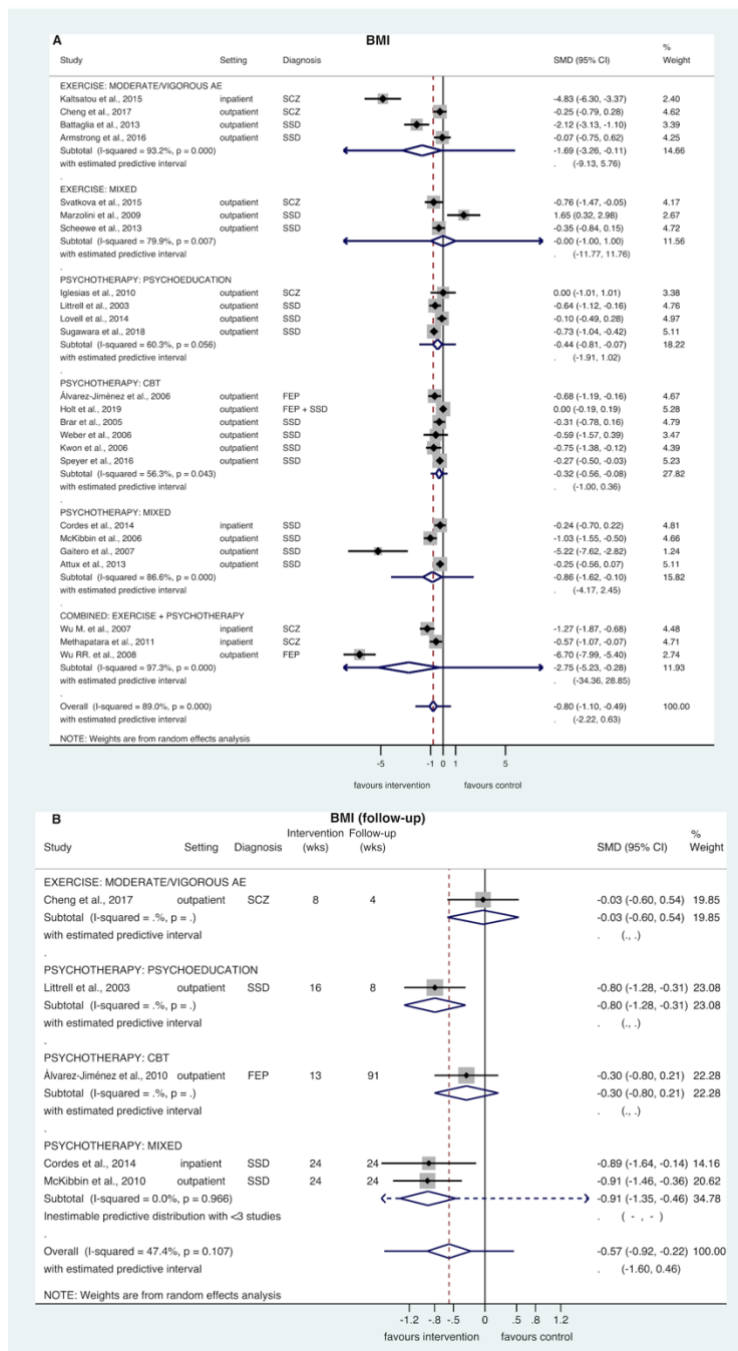 A BMI
%
Study Setting Diagnosis SMD (95% CI) Weight
EXERCISE: MODERATE/VIGOROUS AE
Kaltsatou et al., 2015 inpatient SCZ -4.83 (-6.30, -3.37) 2.40
Cheng et al., 2017 outpatient SCZ -0.25 (-0.79, 0.28) 4.62
Battaglia et al., 2013 outpatient SSD -2.12 (-3.13, -1.10) 3.39
Armstrong et al., 2016 outpatient SSD -0.07 (-0.75, 0.62) 4.25
Subtotal (I-squared = 93.2%, p = 0.000) -1.69 (-3.26, -0.11) 14.66
with estimated predictive interval . (-9.13, 5.76)
.
EXERCISE: MIXED
Svatkova et al., 2015 outpatient SCZ -0.76 (-1.47, -0.05) 4.17
Marzolini et al., 2009 outpatient SSD 1.65 (0.32, 2.98) 2.67
Scheewe et al., 2013 outpatient SSD -0.35 (-0.84, 0.15) 4.72
Subtotal (I-squared = 79.9%, p = 0.007) -0.00 (-1.00, 1.00) 11.56
with estimated predictive interval . (-11.77, 11.76)
.
PSYCHOTHERAPY: PSYCHOEDUCATION
Iglesias et al., 2010 outpatient SCZ 0.00 (-1.01, 1.01) 3.38
Littrell et al., 2003 outpatient SSD -0.64 (-1.12, -0.16) 4.76
Lovell et al., 2014 outpatient SSD -0.10 (-0.49, 0.28) 4.97
Sugawara et al., 2018 outpatient SSD -0.73 (-1.04, -0.42) 5.11
Subtotal (I-squared = 60.3%, p = 0.056) -0.44 (-0.81, -0.07) 18.22
with estimated predictive interval . (-1.91, 1.02)
.
PSYCHOTHERAPY: CBT
Álvarez-Jiménez et al., 2006 outpatient FEP -0.68 (-1.19, -0.16) 4.67
Holt et al., 2019 outpatient FEP + SSD 0.00 (-0.19, 0.19) 5.28
Brar et al., 2005 outpatient SSD -0.31 (-0.78, 0.16) 4.79
Weber et al., 2006 outpatient SSD -0.59 (-1.57, 0.39) 3.47
Kwon et al., 2006 outpatient SSD -0.75 (-1.38, -0.12) 4.39
Speyer et al., 2016 outpatient SSD -0.27 (-0.50, -0.03) 5.23
Subtotal (I-squared = 56.3%, p = 0.043) -0.32 (-0.56, -0.08) 27.82
with estimated predictive interval . (-1.00, 0.36)
.
PSYCHOTHERAPY: MIXED
Cordes et al., 2014 inpatient SSD -0.24 (-0.70, 0.22) 4.81
McKibbin et al., 2006 outpatient SSD -1.03 (-1.55, -0.50) 4.66
Gaitero et al., 2007 outpatient SSD -5.22 (-7.62, -2.82) 1.24
Attux et al., 2013 outpatient SSD -0.25 (-0.56, 0.07) 5.11
Subtotal (I-squared = 86.6%, p = 0.000) -0.86 (-1.62, -0.10) 15.82
with estimated predictive interval . (-4.17, 2.45)
.
COMBINED: EXERCISE + PSYCHOTHERAPY
Wu M. et al., 2007 inpatient SCZ -1.27 (-1.87, -0.68) 4.48
Methapatara et al., 2011 inpatient SCZ -0.57 (-1.07, -0.07) 4.71
Wu RR. et al., 2008 outpatient FEP -6.70 (-7.99, -5.40) 2.74
Subtotal (I-squared = 97.3%, p = 0.000) -2.75 (-5.23, -0.28) 11.93
with estimated predictive interval . (-34.36, 28.85)
.
Overall (I-squared = 89.0%, p = 0.000) -0.80 (-1.10, -0.49) 100.00
with estimated predictive interval . (-2.22, 0.63)
NOTE: Weights are from random effects analysis
-5 -1 0 1 5
favours intervention favours control
B BMI (follow-up)
Intervention Follow-up %
Study Setting Diagnosis (wks) (wks) SMD (95% CI) Weight
EXERCISE: MODERATE/VIGOROUS AE
Cheng et al., 2017 outpatient SCZ 8 4 -0.03 (-0.60, 0.54) 19.85
Subtotal (I-squared = .%, p = .) -0.03 (-0.60, 0.54) 19.85
with estimated predictive interval . (., .)
.
PSYCHOTHERAPY: PSYCHOEDUCATION
Littrell et al., 2003 outpatient SSD 16 8 -0.80 (-1.28, -0.31) 23.08
Subtotal (I-squared = .%, p = .) -0.80 (-1.28, -0.31) 23.08
with estimated predictive interval . (., .)
.
PSYCHOTHERAPY: CBT
Álvarez-Jiménez et al., 2010 outpatient FEP 13 91 -0.30 (-0.80, 0.21) 22.28
Subtotal (I-squared = .%, p = .) -0.30 (-0.80, 0.21) 22.28
with estimated predictive interval . (., .)
.
PSYCHOTHERAPY: MIXED
Cordes et al., 2014 inpatient SSD 24 24 -0.89 (-1.64, -0.14) 14.16
McKibbin et al., 2010 outpatient SSD 24 24 -0.91 (-1.46, -0.36) 20.62
Subtotal (I-squared = 0.0%, p = 0.966) -0.91 (-1.35, -0.46) 34.78
Inestimable predictive distribution with <3 studies . ( - , - )
.
Overall (I-squared = 47.4%, p = 0.107) -0.57 (-0.92, -0.22) 100.00
with estimated predictive interval . (-1.60, 0.46)
NOTE: Weights are from random effects analysis
-1.2 -.8 -.5 0 .5 .8 1.2
favours intervention favours control